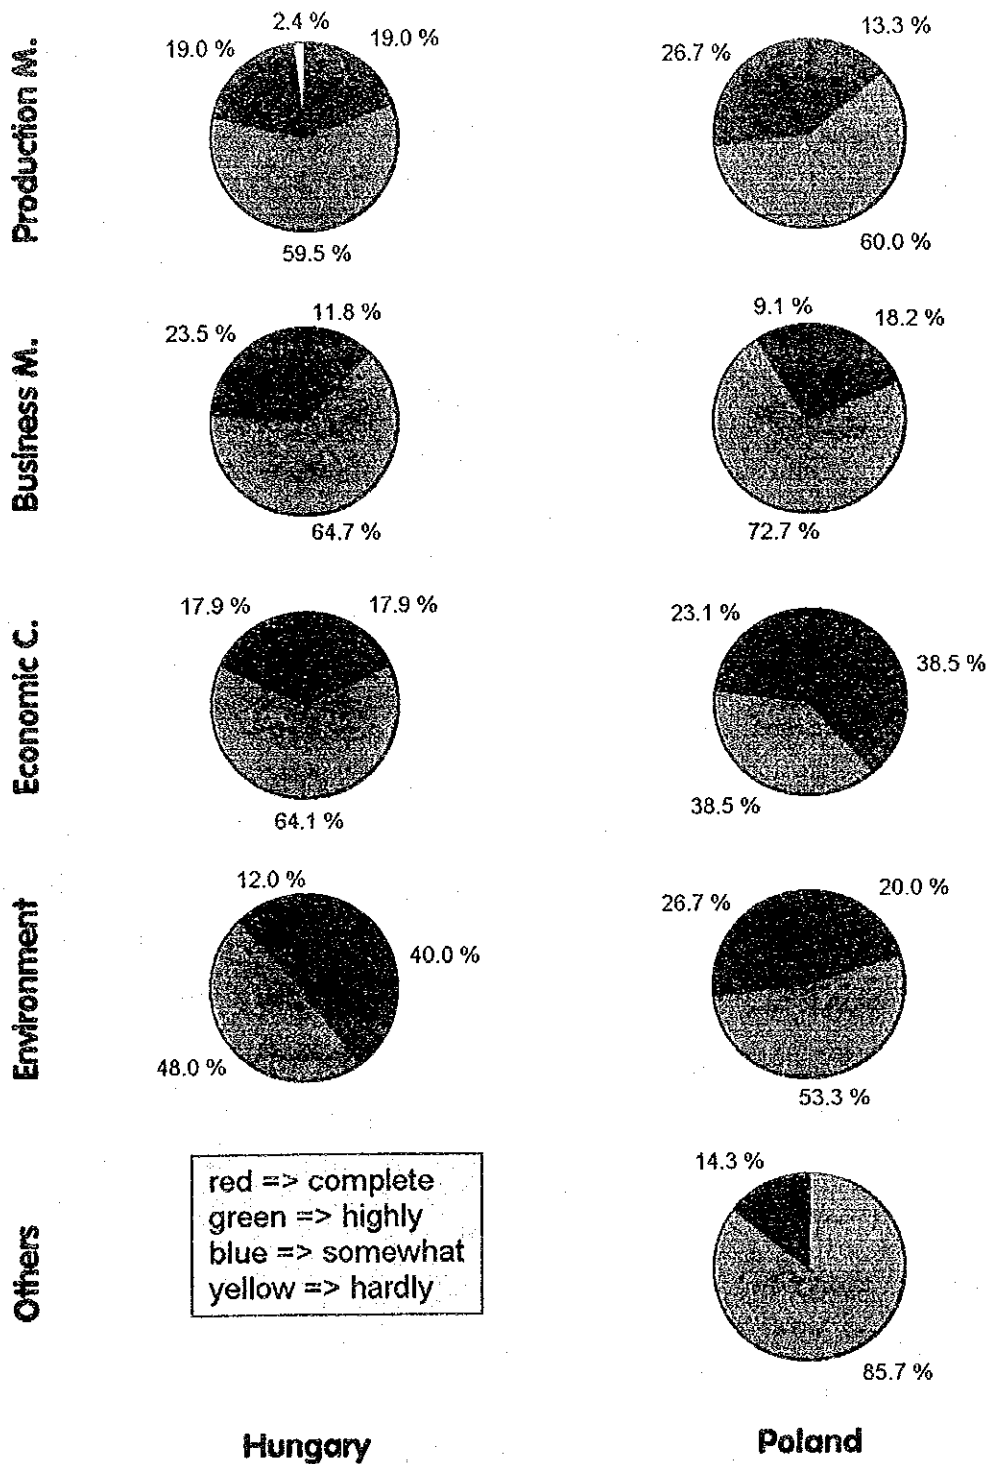 Production M.
2.4 %
19.0 %
19.0 %
59.5 %
13.3 %
26.7 %
60.0 %
Business M.
11.8 %
23.5 %
64.7 %
9.1 %
18.2 %
72.7 %
Economic C.
17.9 %
17.9 %
64.1 %
23.1 %
38.5 %
38.5 %
Environment
12.0 %
40.0 %
48.0 %
20.0 %
26.7 %
53.3 %
Others
red => complete
green => highly
blue => somewhat
yellow => hardly
14.3 %
85.7 %
Hungary
Poland